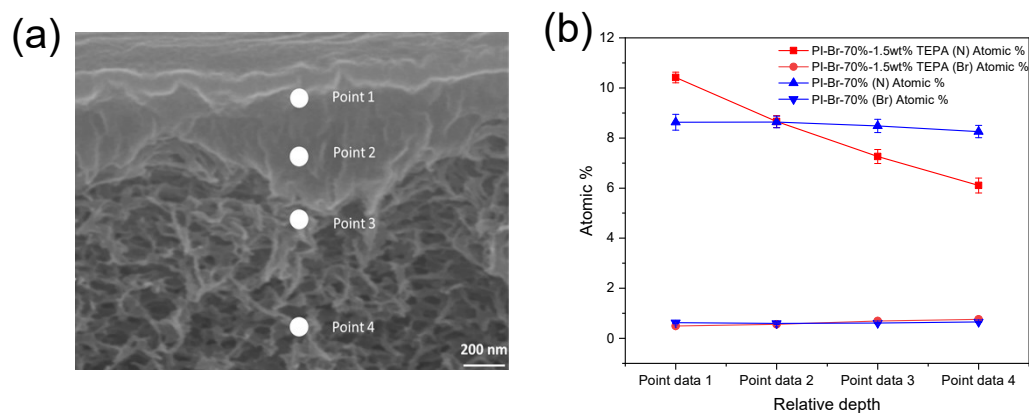 (a)
Point 1
Point 2
Point 3
Point 4
200 nm
(b)
PI-Br-70%-1.5wt% TEPA (N) Atomic %
PI-Br-70%-1.5wt% TEPA (Br) Atomic %
PI-Br-70% (N) Atomic %
PI-Br-70% (Br) Atomic %
12
10
8
6
4
2
0
Atomic %
Point data 1 Point data 2 Point data 3 Point data 4
Relative depth